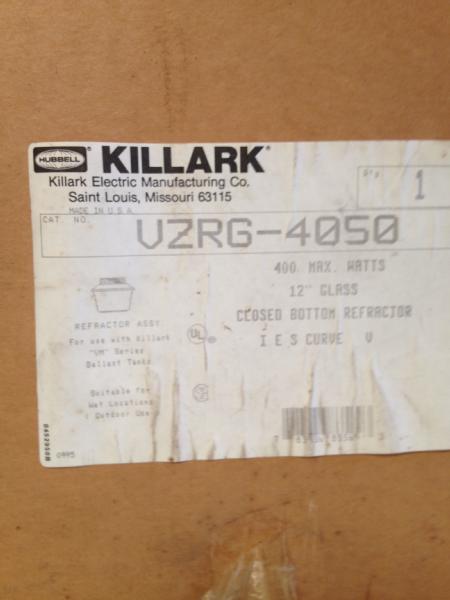 HUBBELL
KILLARK
Killark Electric Manufacturing Co.
Saint Louis, Missouri 63115
MADE IN U.S.A.
1
CAT. NO.
VZRG-4050
400 MAX. WATTS
12" GLASS
CLOSED BOTTOM REFRACTOR
I E S CURVE V
REFRACTOR ASSY.
For use with Killark
"VM" Series
Ballast Tanks
UL
Suitable for
Wet Locations
(Outdoor Use)
0995